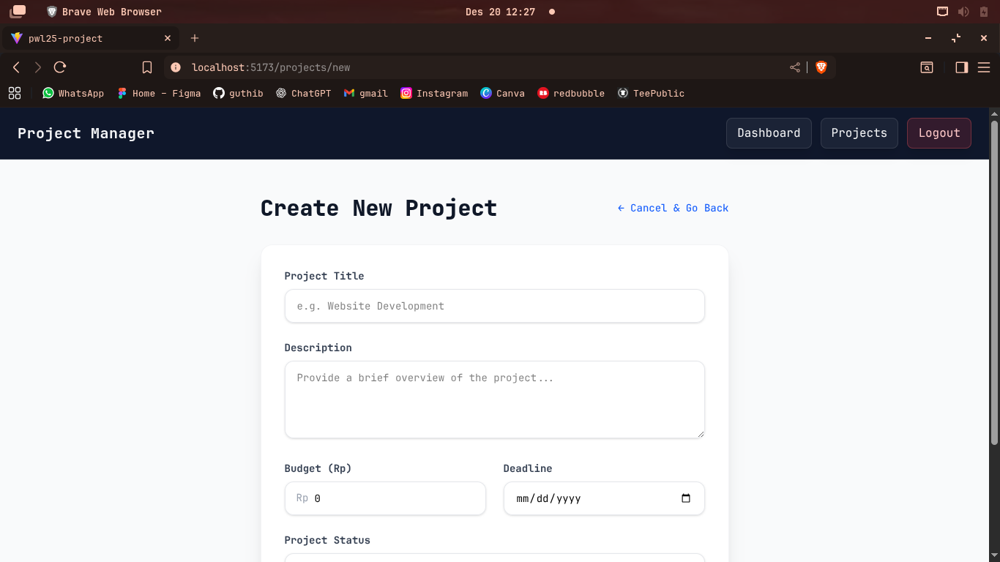 Brave Web Browser
Des 20 12:27
pwl25-project
localhost:5173/projects/new
WhatsApp
Home - Figma
guthib
ChatGPT
gmail
Instagram
Canva
redbubble
TeePublic
Project Manager
Dashboard
Projects
Logout
Create New Project
← Cancel & Go Back
Project Title
e.g. Website Development
Description
Provide a brief overview of the project...
Budget (Rp)
Deadline
Rp 0
mm/dd/yyyy
Project Status